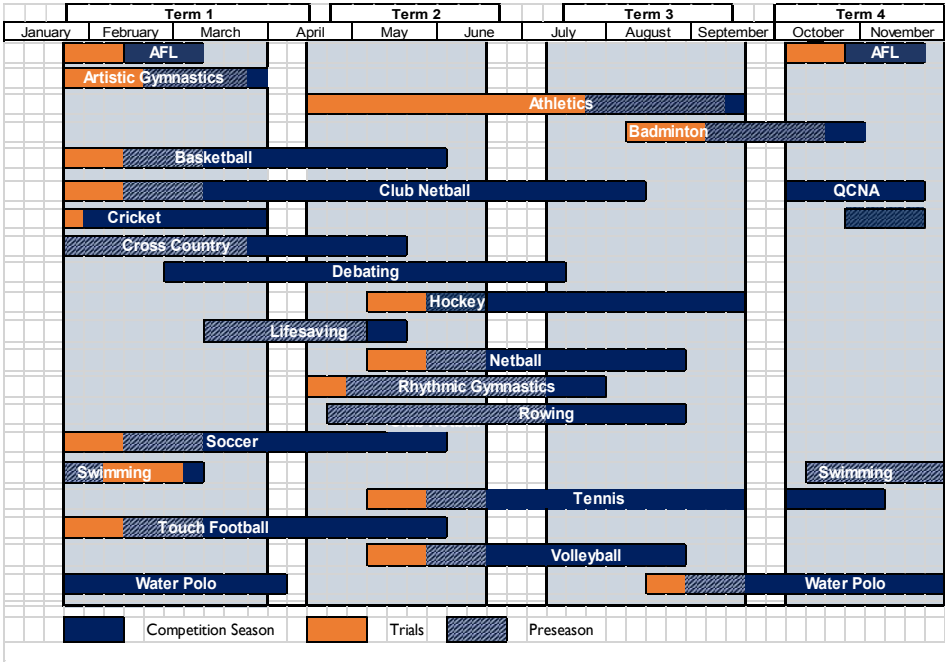 Term 1 Term 2 Term 3 Term 4
January February March April May June July August September October November
AFL AFL
Artistic Gymnastics
Athletics
Badminton
Basketball
Club Netball QCNA
Cricket
Cross Country
Debating
Hockey
Lifesaving
Netball
Rhythmic Gymnastics
Rowing
Soccer
Swimming Swimming
Tennis
Touch Football
Volleyball
Water Polo Water Polo
Competition Season Trials Preseason